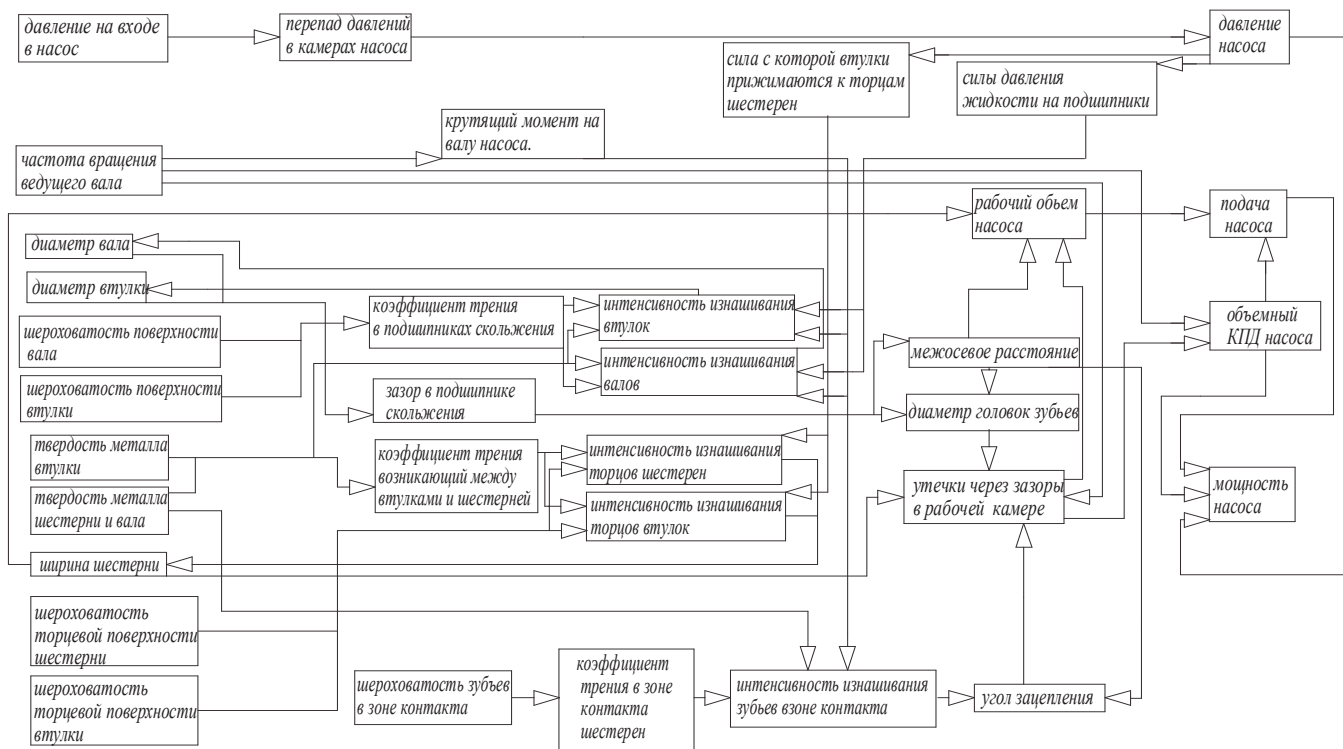 давление на входе
в насос
перепад давлений
в камерах насоса
давление
насоса
сила с которой втулки
прижимаются к торцам
шестерен
силы давления
жидкости на подшипники
крутящий момент на
валу насоса.
частота вращения
ведущего вала
рабочий обьем
насоса
подача
насоса
диаметр вала
диаметр втулки
шероховатость поверхности
вала
коэффициент трения
в подшипниках скольжения
интенсивность изнашивания
втулок
объемный
КПД насоса
межосевое расстояние
интенсивность изнашивания
валов
шероховатость поверхности
втулки
зазор в подшипнике
скольжения
диаметр головок зубьев
твердость металла
втулки
коэффициент трения
возникающий между
втулками и шестерней
интенсивность изнашивания
торцов шестерен
утечки через зазоры
в рабочей камере
мощность
насоса
твердость металла
шестерни и вала
интенсивность изнашивания
торцов втулок
ширина шестерни
шероховатость
торцевой поверхности
шестерни
шероховатость
торцевой поверхности
втулки
шероховатость зубъев
в зоне контакта
коэффициент
трения в зоне
контакта
шестерен
интенсивность изнашивания
зубьев взоне контакта
угол зацепления